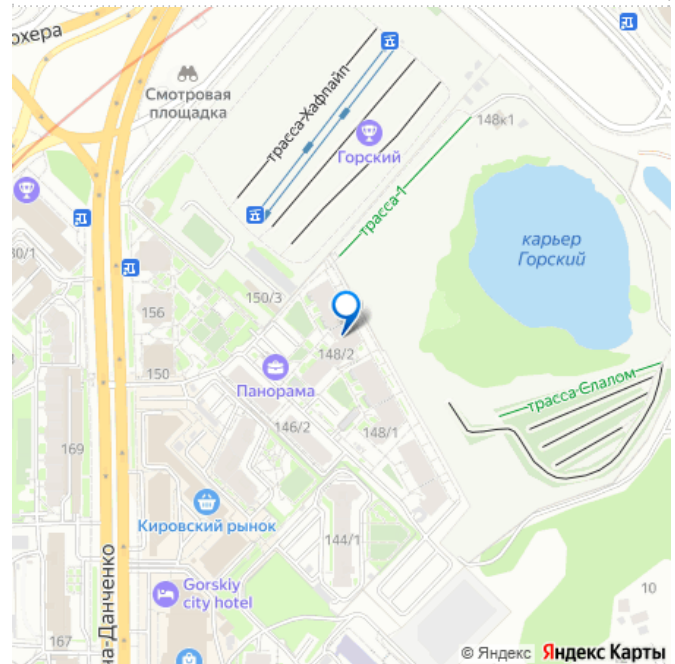 охера
Смотровая
площадка
трасса-Хафпайп
148к1
Горский
трасса-1
карьер
Горский
30/1
150/3
156
148/2
150
Панорама
трасса-Слалом
146/2
148/1
169
Кировский рынок
144/1
Gorskiy
city hotel
10
167
на-Данченко
© Яндекс Яндекс Карты